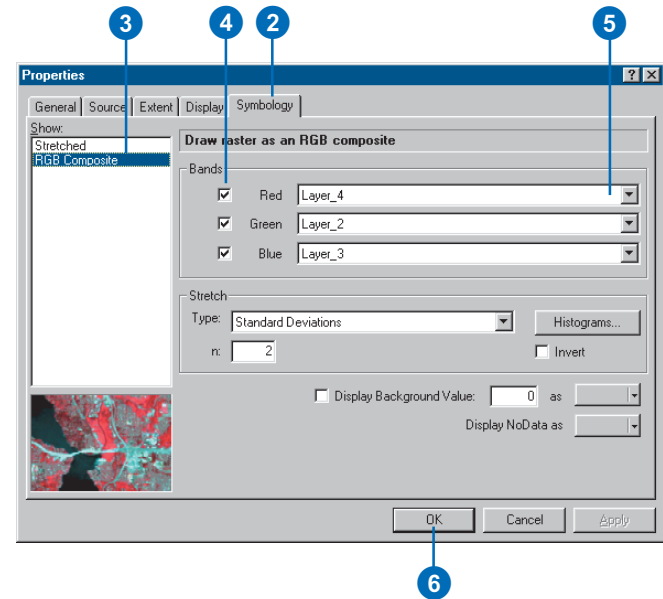 3 4 2 5
Properties
General Source Extent Display Symbology
Show:
Stretched
RGB Composite
Draw raster as an RGB composite
Bands
Red Layer_4
Green Layer_2
Blue Layer_3
Stretch
Type: Standard Deviations Histograms...
n: 2 Invert
Display Background Value: 0 as
Display NoData as
OK Cancel Apply
6